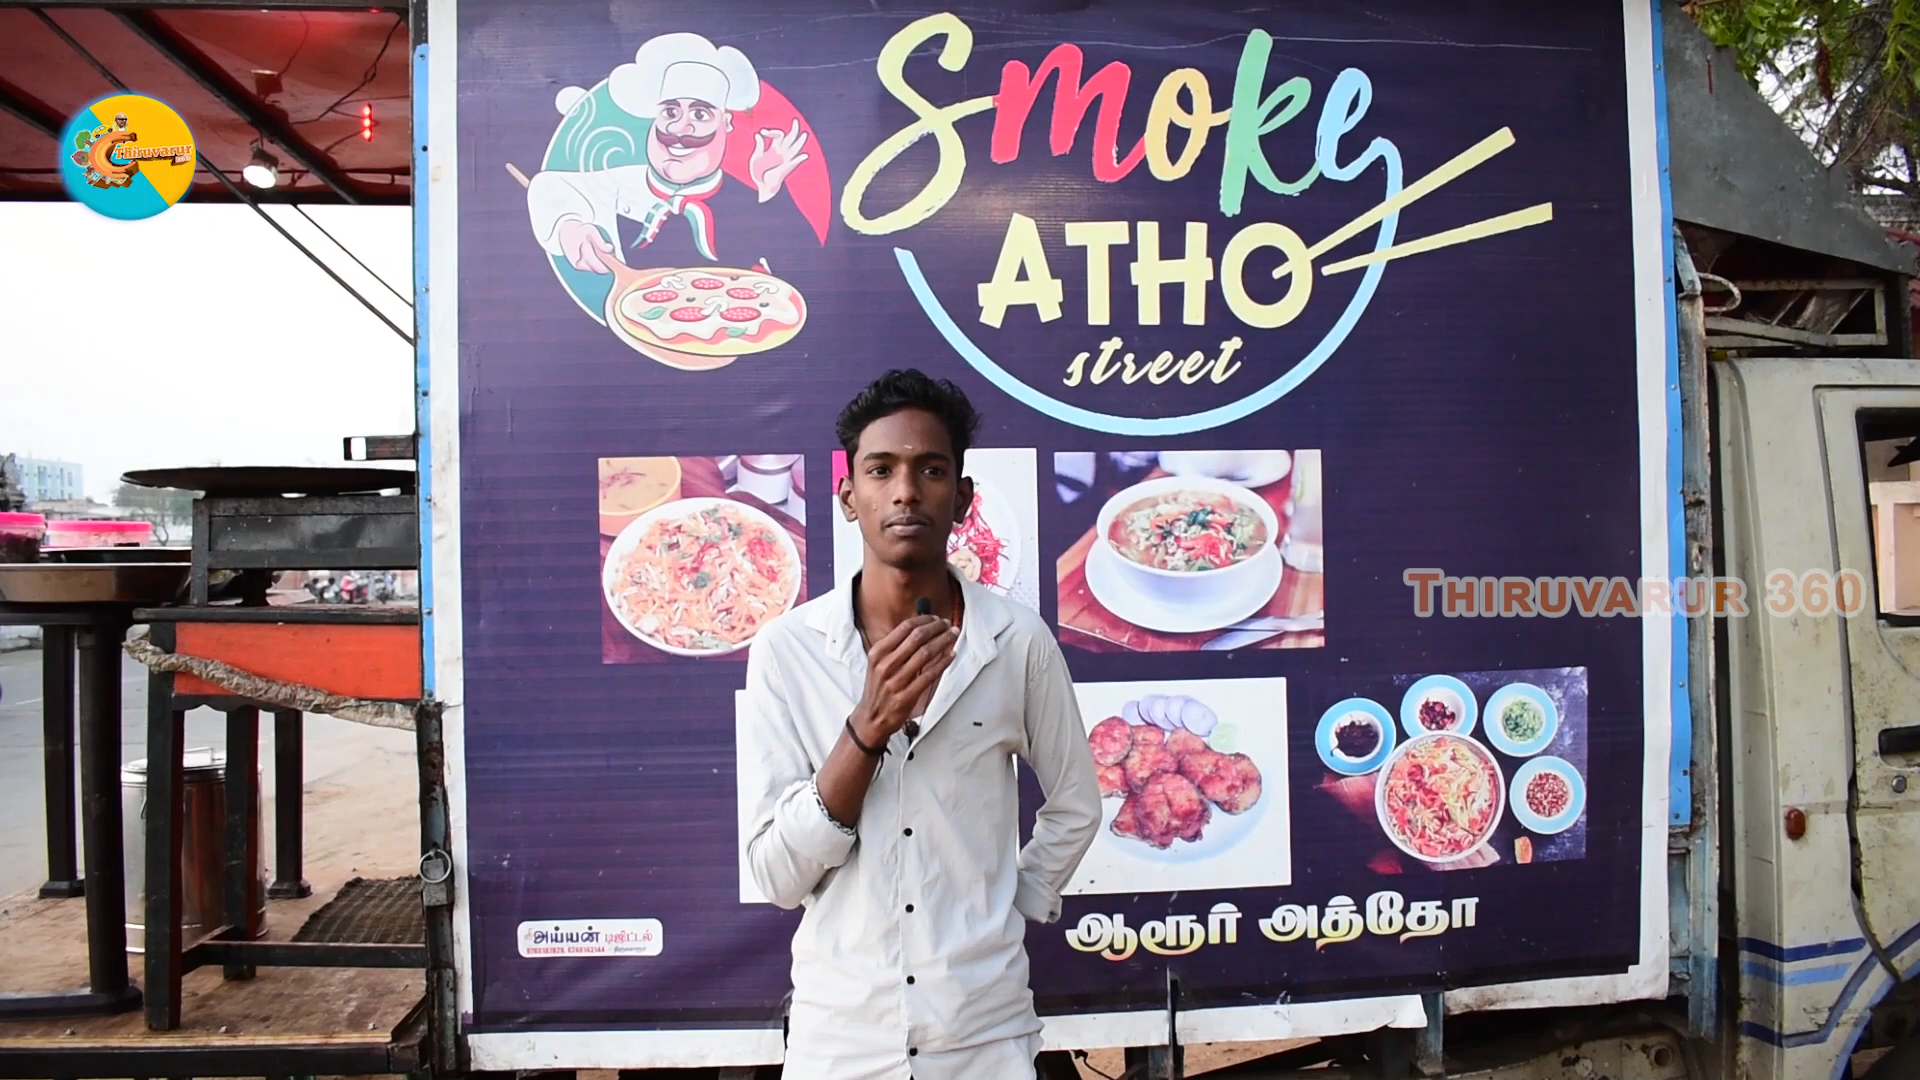 Thiruvarur
Smoke
ATHO
street
THIRUVARUR 360
ஆரூர் அத்தோ
ஸ்ரீ அய்யன் டிஜிட்டல்